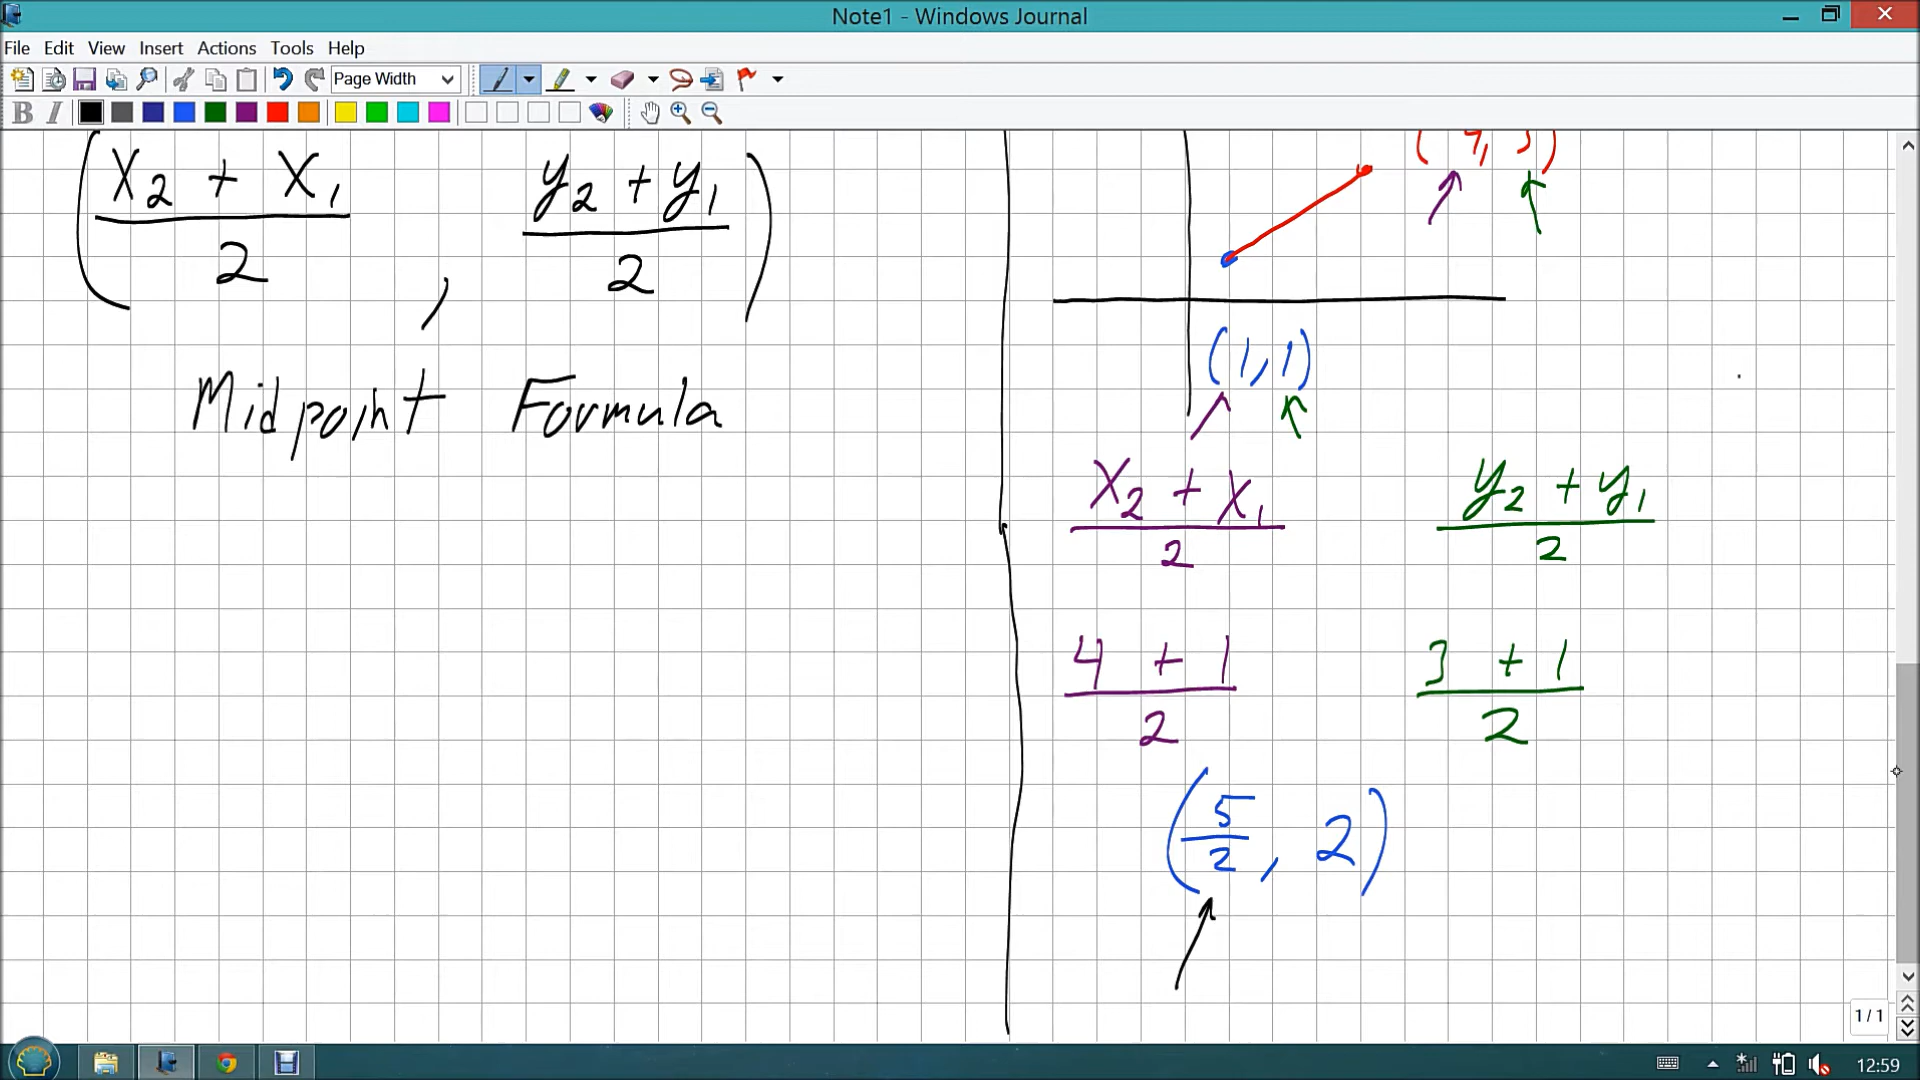 Note1 - Windows Journal
File Edit View Insert Actions Tools Help
Page Width
B I
(x₂ + x₁ / 2 , y₂ + y₁ / 2)
Midpoint Formula
(4, 3)
(1, 1)
x₂ + x₁ / 2
y₂ + y₁ / 2
4 + 1 / 2
3 + 1 / 2
(5/2, 2)
1 / 1
12:59